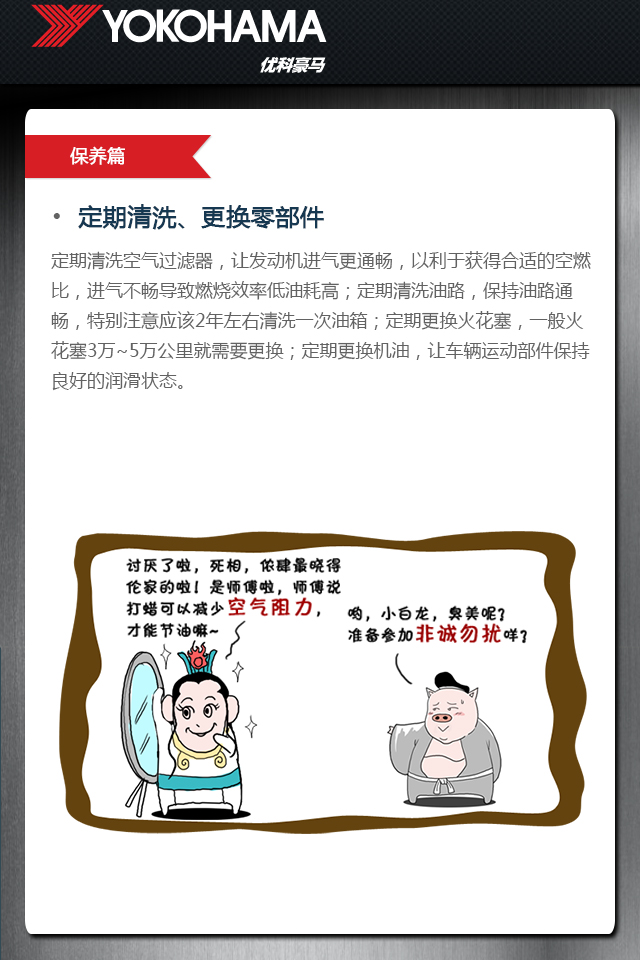 YOKOHAMA
优科豪马
保养篇
• 定期清洗、更换零部件
定期清洗空气过滤器，让发动机进气更通畅，以利于获得合适的空燃
比，进气不畅导致燃烧效率低油耗高；定期清洗油路，保持油路通
畅，特别注意应该2年左右清洗一次油箱；定期更换火花塞，一般火
花塞3万~5万公里就需要更换；定期更换机油，让车辆运动部件保持
良好的润滑状态。
讨厌了啦，死相，侬肆最晓得
伦家的啦！是师傅啦，师傅说
打蜡可以减少空气阻力，
才能节油嘛~
哟，小白龙，臭美呢？
准备参加非诚勿扰咩？